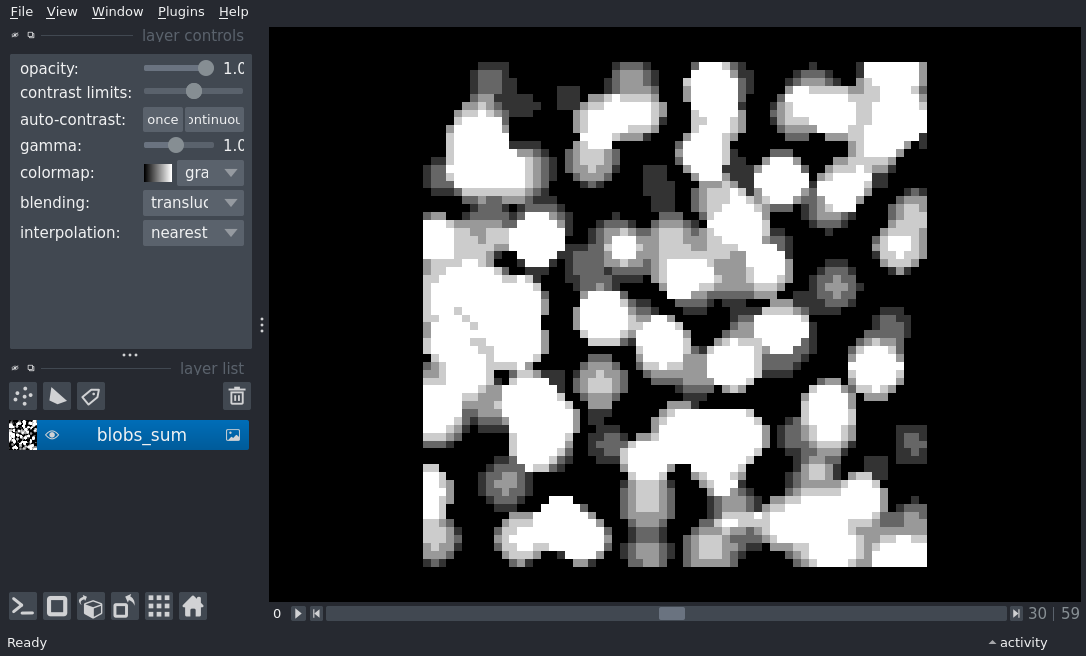 File View Window Plugins Help
layer controls
opacity: 1.0
contrast limits:
auto-contrast: once ontinuou
gamma: 1.0
colormap: gra
blending: transluc
interpolation: nearest
layer list
blobs_sum
0 30 | 59
Ready activity